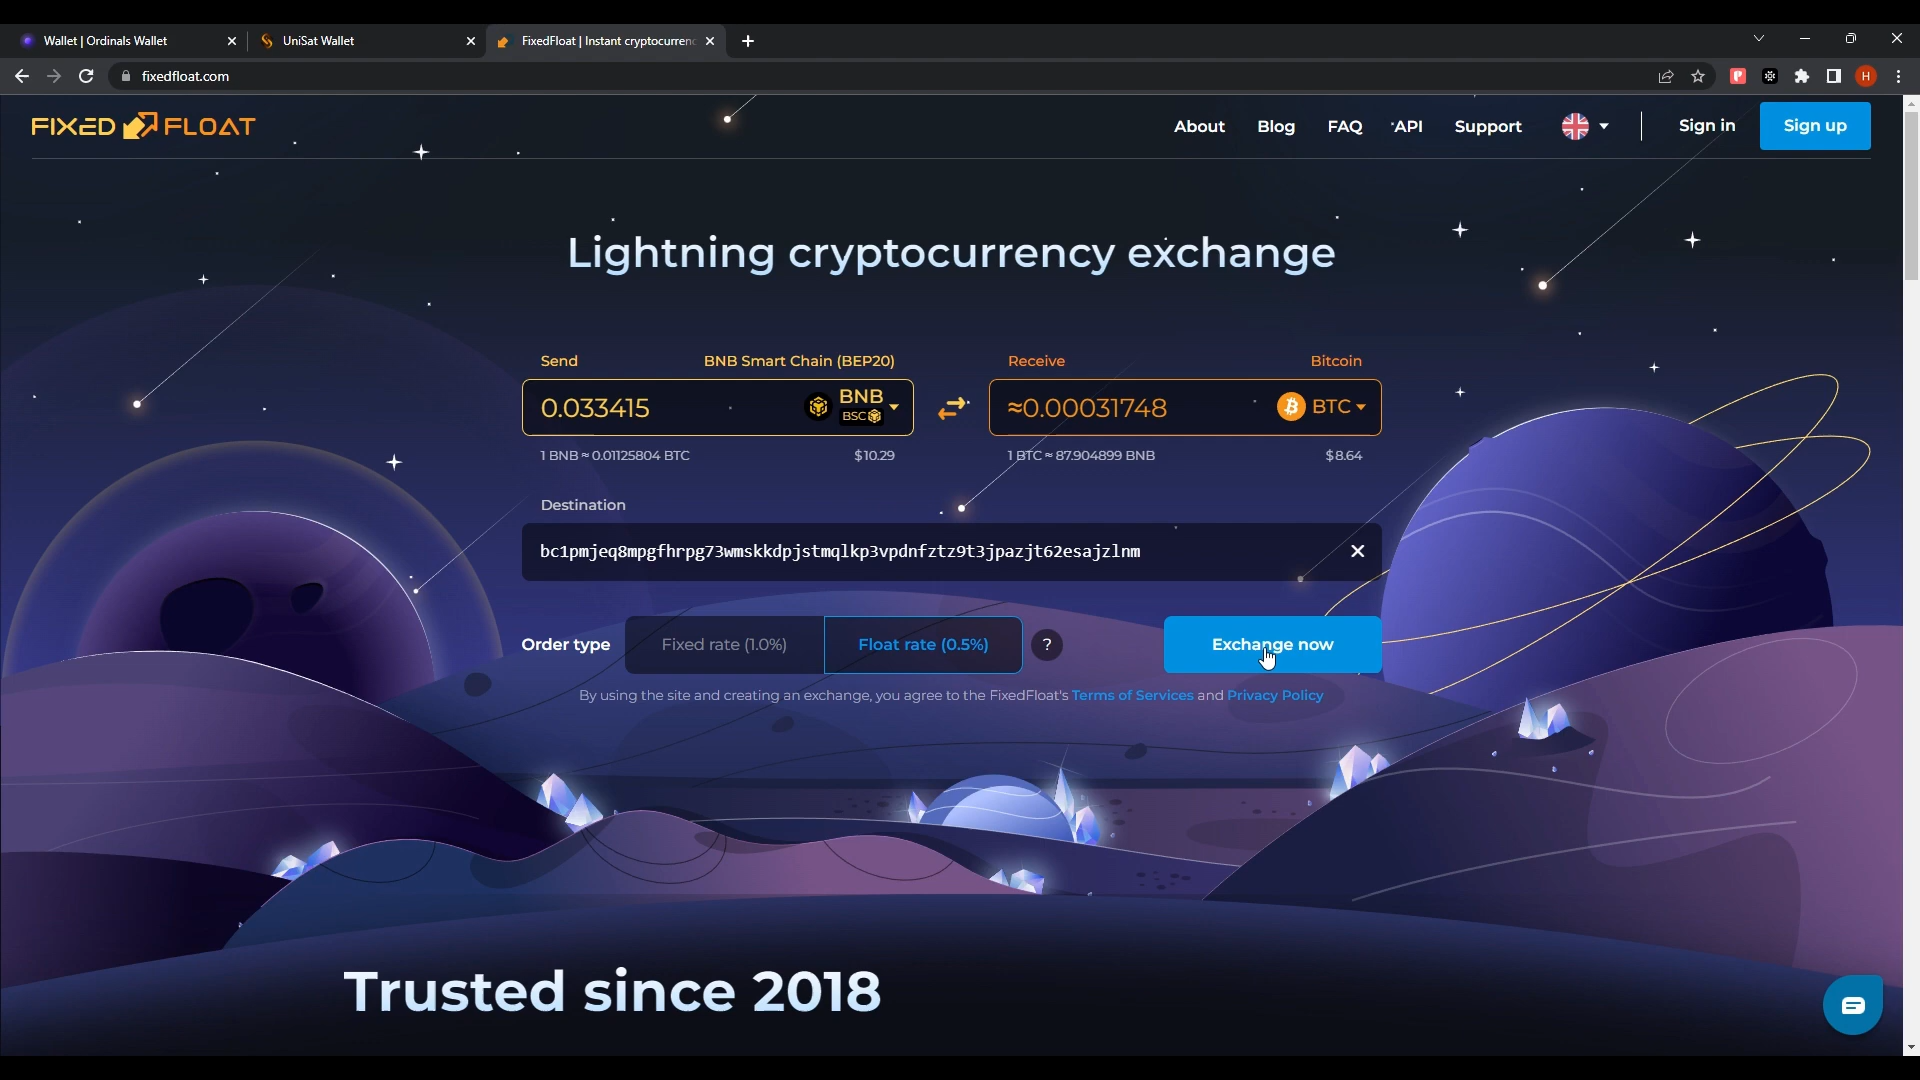 Wallet | Ordinals Wallet
UniSat Wallet
FixedFloat | Instant cryptocurren
fixedfloat.com
H
FIXED FLOAT
About
Blog
FAQ
API
Support
Sign in
Sign up
Lightning cryptocurrency exchange
Send
BNB Smart Chain (BEP20)
Receive
Bitcoin
0.033415
BNB
BSC
≈0.00031748
BTC
1 BNB ≈ 0.01125804 BTC
$10.29
1 BTC ≈ 87.904899 BNB
$8.64
Destination
bc1pmjeq8mpgfhrpg73wmskkdpjstmqlkp3vpdnfztz9t3jpazjt62esajzlnm
Order type
Fixed rate (1.0%)
Float rate (0.5%)
?
Exchange now
By using the site and creating an exchange, you agree to the FixedFloat's Terms of Services and Privacy Policy
Trusted since 2018